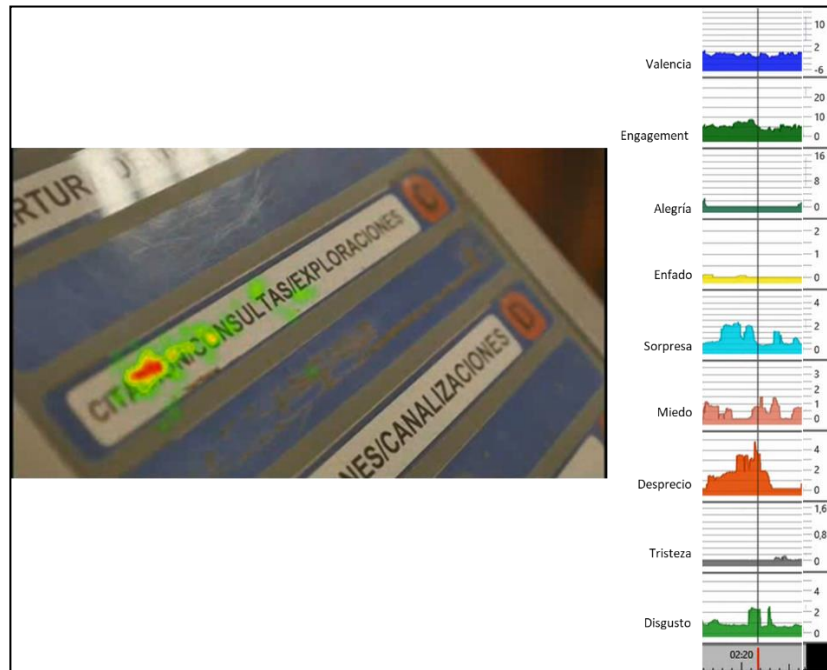 RTUR
CITACIÓN/CONSULTAS/EXPLORACIONES C
NES/CANALIZACIONES D
Valencia
10
2
-6
Engagement
20
10
0
Alegría
16
8
0
Enfado
2
1
0
Sorpresa
4
2
0
Miedo
3
2
1
0
Desprecio
4
2
0
Tristeza
1,6
0,8
0
Disgusto
4
2
0
02:20